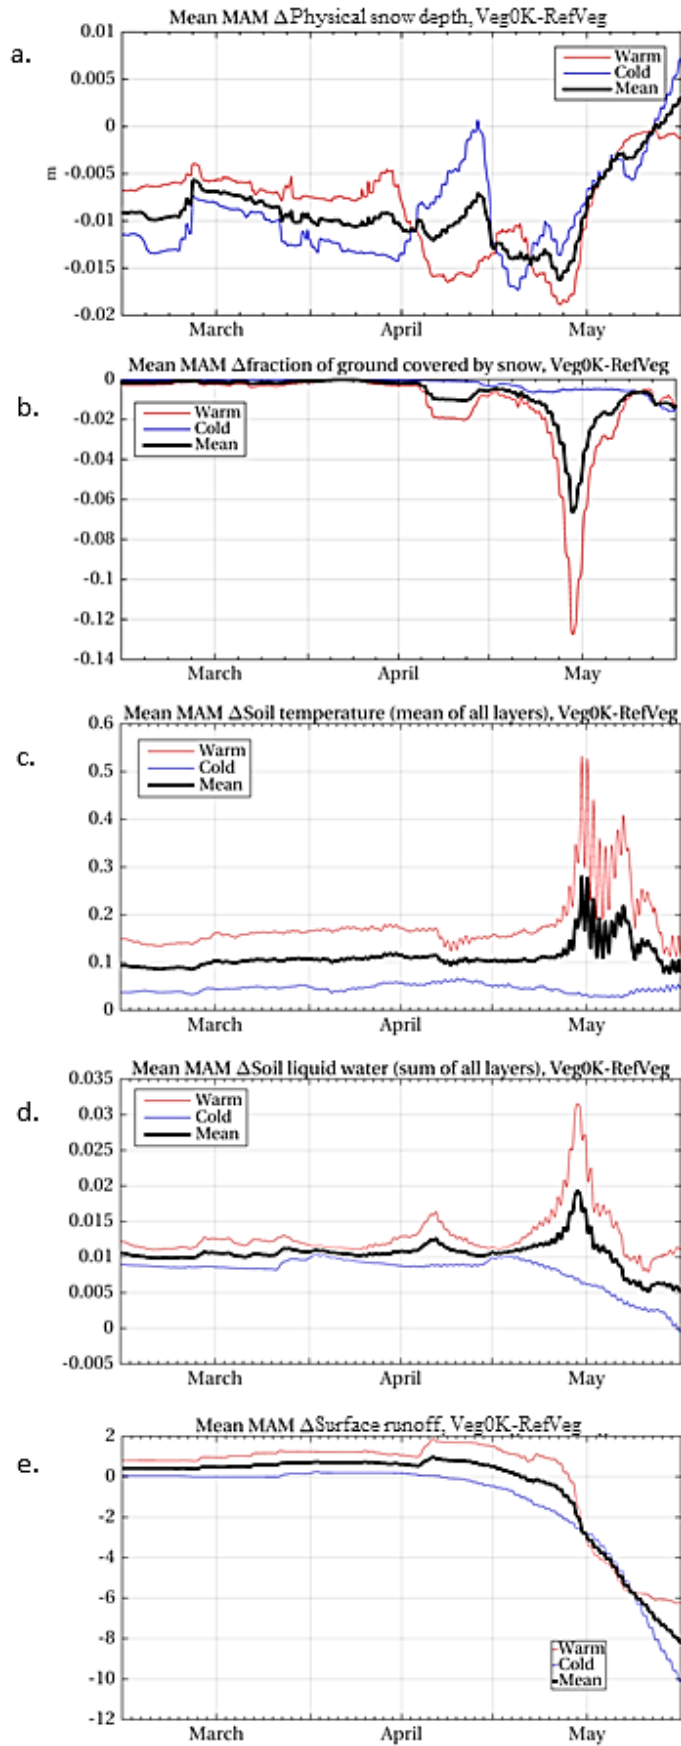 Mean MAM ΔPhysical snow depth, Veg0K-RefVeg
a.
0.01
0.005
0
-0.005
-0.01
-0.015
-0.02
m
Warm
Cold
Mean
March April May
Mean MAM Δfraction of ground covered by snow, Veg0K-RefVeg
b.
0
-0.02
-0.04
-0.06
-0.08
-0.1
-0.12
-0.14
Warm
Cold
Mean
March April May
Mean MAM ΔSoil temperature (mean of all layers), Veg0K-RefVeg
c.
0.6
0.5
0.4
0.3
0.2
0.1
0
Warm
Cold
Mean
March April May
Mean MAM ΔSoil liquid water (sum of all layers), Veg0K-RefVeg
d.
0.035
0.03
0.025
0.02
0.015
0.01
0.005
0
-0.005
Warm
Cold
Mean
March April May
Mean MAM ΔSurface runoff, Veg0K-RefVeg
e.
2
0
-2
-4
-6
-8
-10
-12
Warm
Cold
Mean
March April May